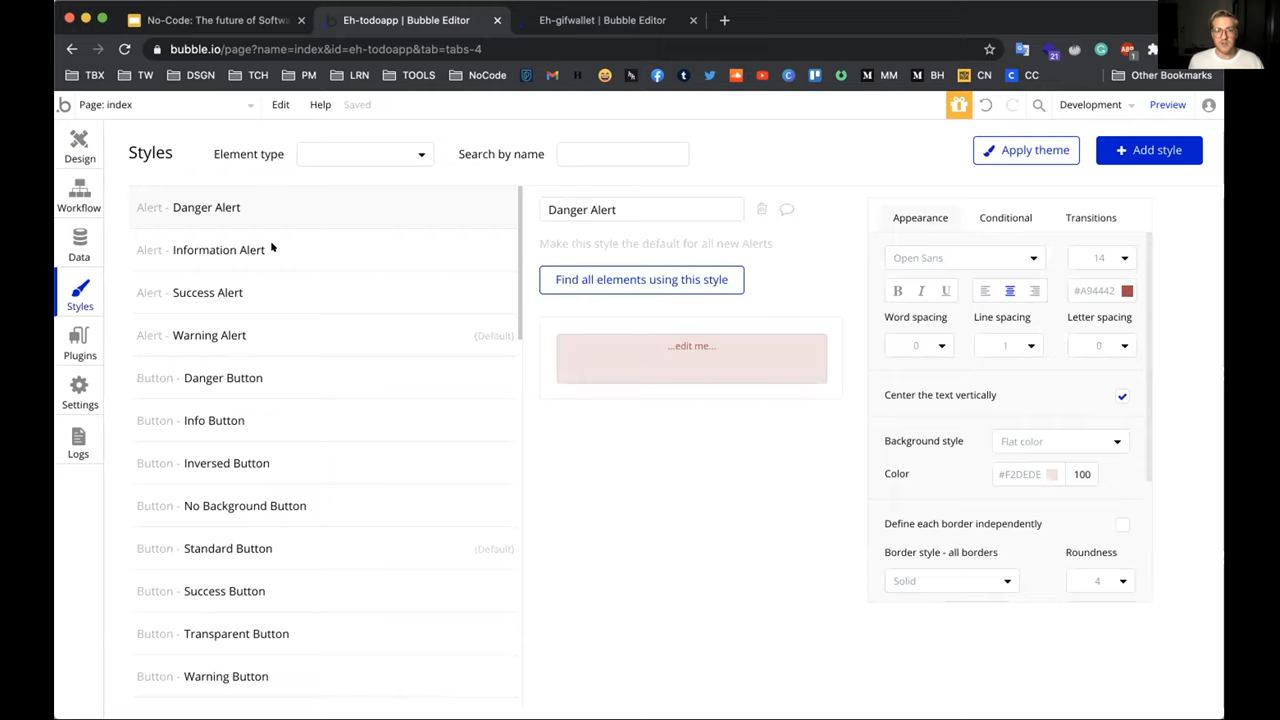 No-Code: The future of Softwa
Eh-todoapp | Bubble Editor
Eh-gifwallet | Bubble Editor
bubble.io/page?name=index&id=eh-todoapp&tab=tabs-4
21
ABP
1
TBX
TW
DSGN
TCH
PM
LRN
TOOLS
NoCode
MM
BH
CN
CC
Other Bookmarks
Page: index
Edit
Help
Saved
Development
Preview
Design
Workflow
Data
Styles
Plugins
Settings
Logs
Styles
Element type
Search by name
Apply theme
+ Add style
Alert - Danger Alert
Alert - Information Alert
Alert - Success Alert
Alert - Warning Alert (Default)
Button - Danger Button
Button - Info Button
Button - Inversed Button
Button - No Background Button
Button - Standard Button (Default)
Button - Success Button
Button - Transparent Button
Button - Warning Button
Danger Alert
Make this style the default for all new Alerts
Find all elements using this style
...edit me...
Appearance
Conditional
Transitions
Open Sans
14
B I U
#A94442
Word spacing
Line spacing
Letter spacing
0
1
0
Center the text vertically
Background style
Flat color
Color
#F2DEDE
100
Define each border independently
Border style - all borders
Roundness
Solid
4